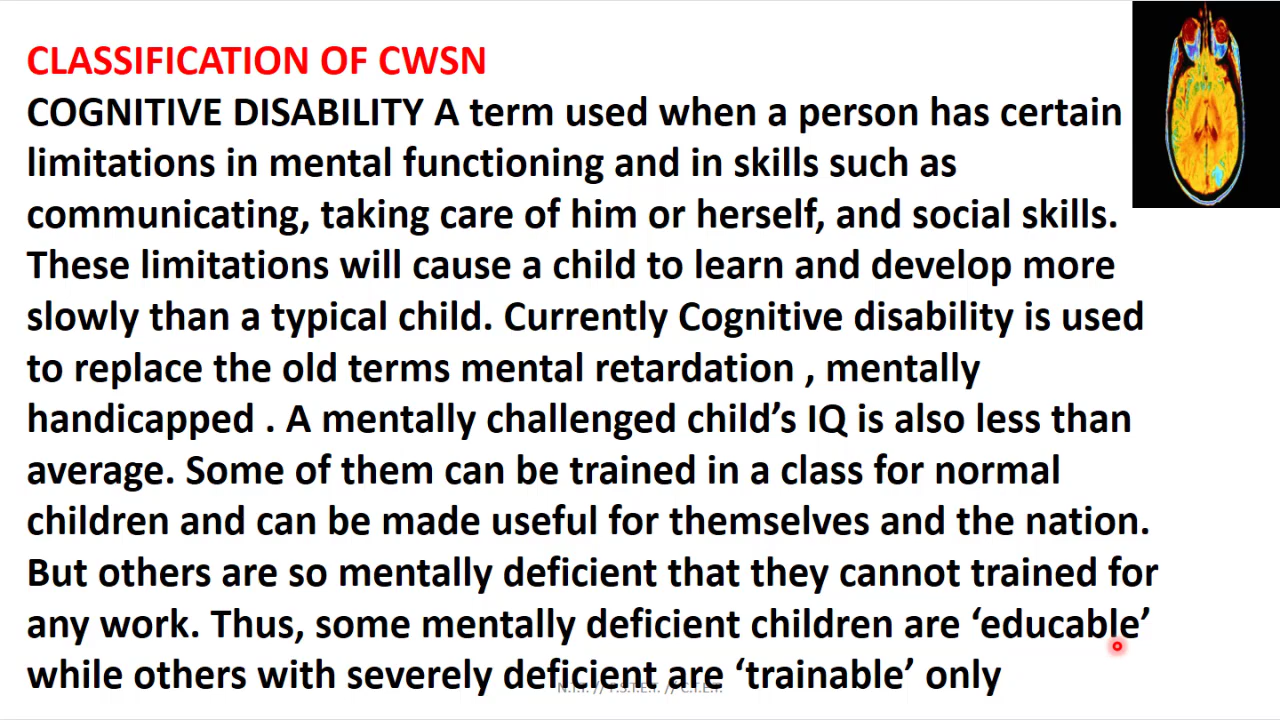 CLASSIFICATION OF CWSN
COGNITIVE DISABILITY A term used when a person has certain
limitations in mental functioning and in skills such as
communicating, taking care of him or herself, and social skills.
These limitations will cause a child to learn and develop more
slowly than a typical child. Currently Cognitive disability is used
to replace the old terms mental retardation , mentally
handicapped . A mentally challenged child’s IQ is also less than
average. Some of them can be trained in a class for normal
children and can be made useful for themselves and the nation.
But others are so mentally deficient that they cannot trained for
any work. Thus, some mentally deficient children are ‘educable’
while others with severely deficient are ‘trainable’ only
// C.T.E.T.